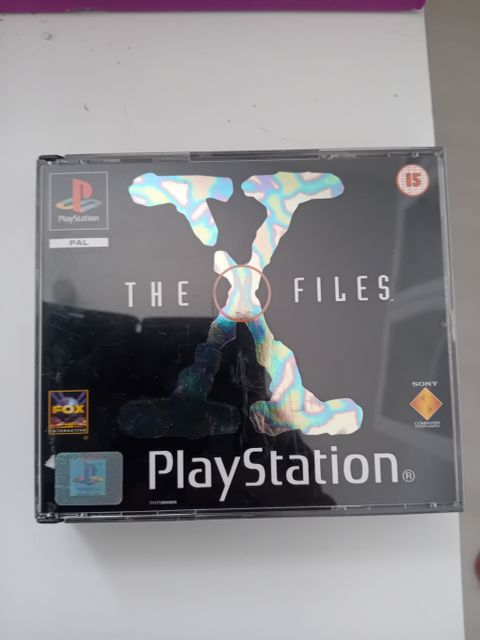 PlayStation
PAL
15
THE X FILES
FOX
INTERACTIVE
SONY
COMPUTER
ENTERTAINMENT
PlayStation®